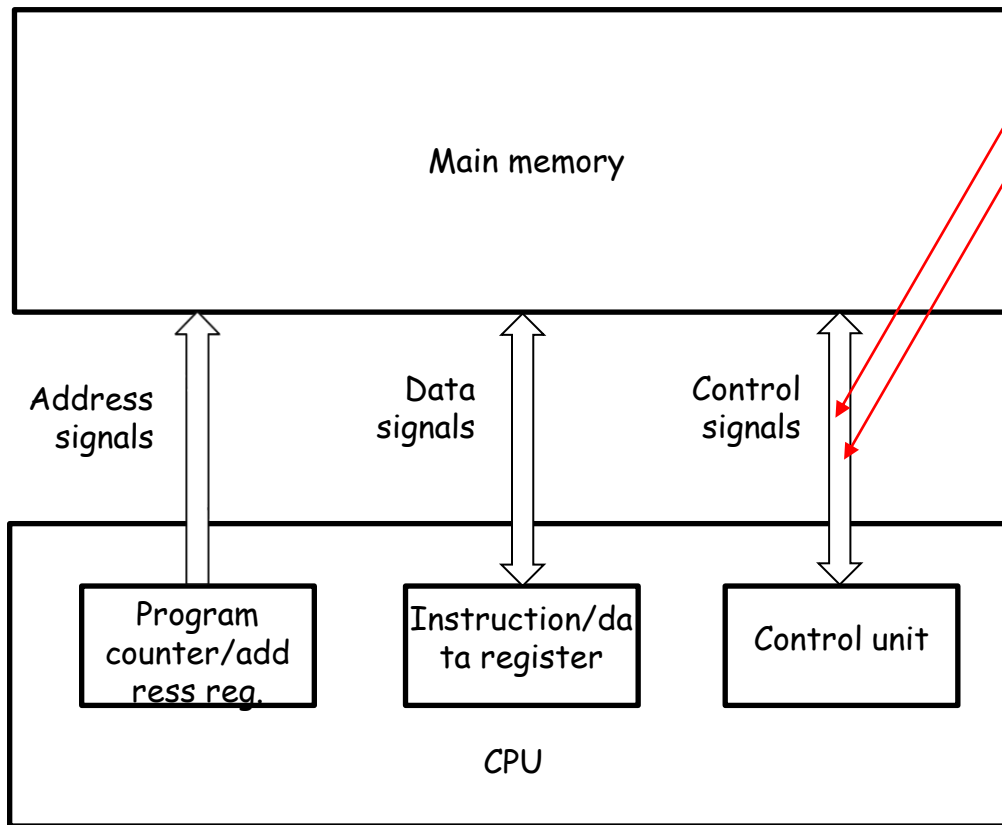 Main memory
Address
signals
Data
signals
Control
signals
Program
counter/add
ress reg.
Instruction/da
ta register
Control unit
CPU